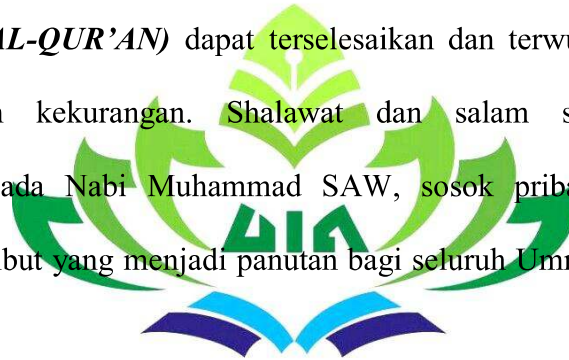 AL-QUR’AN) dapat terselesaikan dan terwu
kekurangan. Shalawat dan salam s
ada Nabi Muhammad SAW, sosok priba
but yang menjadi panutan bagi seluruh Umm
UIN